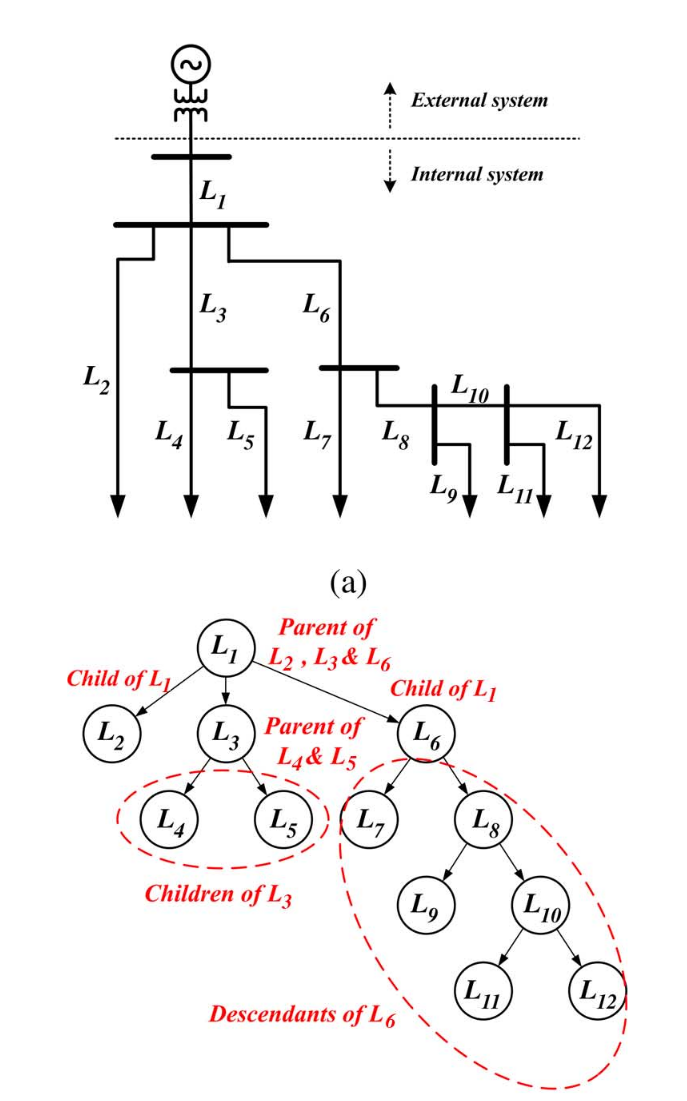 External system
Internal system
L1
L3
L6
L2
L10
L4
L5
L7
L8
L12
L9
L11
(a)
L1
Parent of
L2 , L3 & L6
Child of L1
Child of L1
L2
L3
Parent of
L4 & L5
L6
L4
L5
L7
L8
Children of L3
L9
L10
L11
L12
Descendants of L6